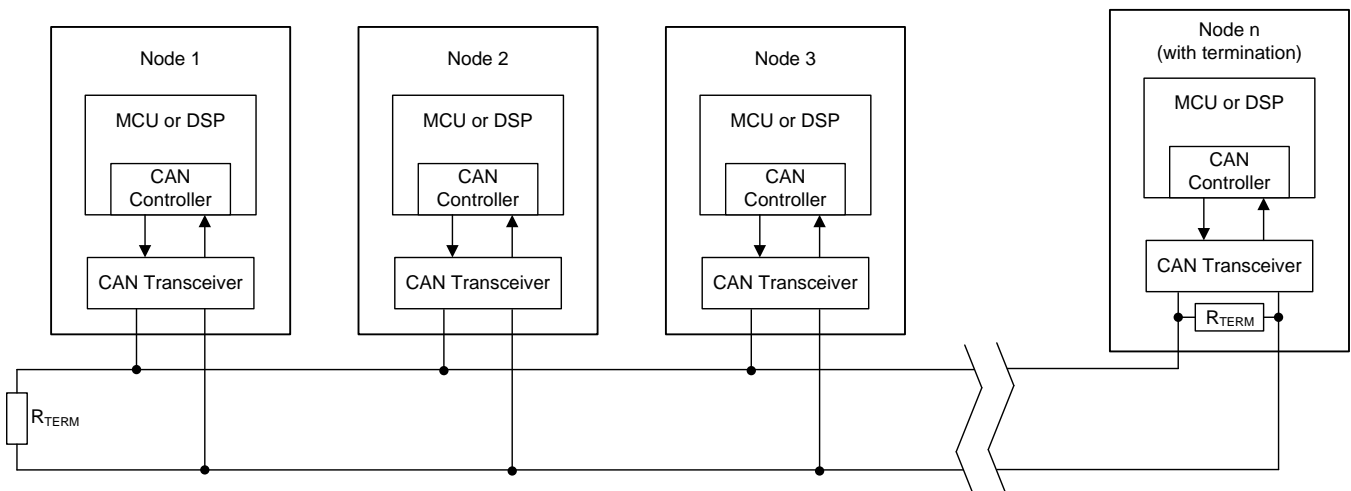 Node 1
MCU or DSP
CAN
Controller
CAN Transceiver
Node 2
MCU or DSP
CAN
Controller
CAN Transceiver
Node 3
MCU or DSP
CAN
Controller
CAN Transceiver
Node n
(with termination)
MCU or DSP
CAN
Controller
CAN Transceiver
RTERM
RTERM